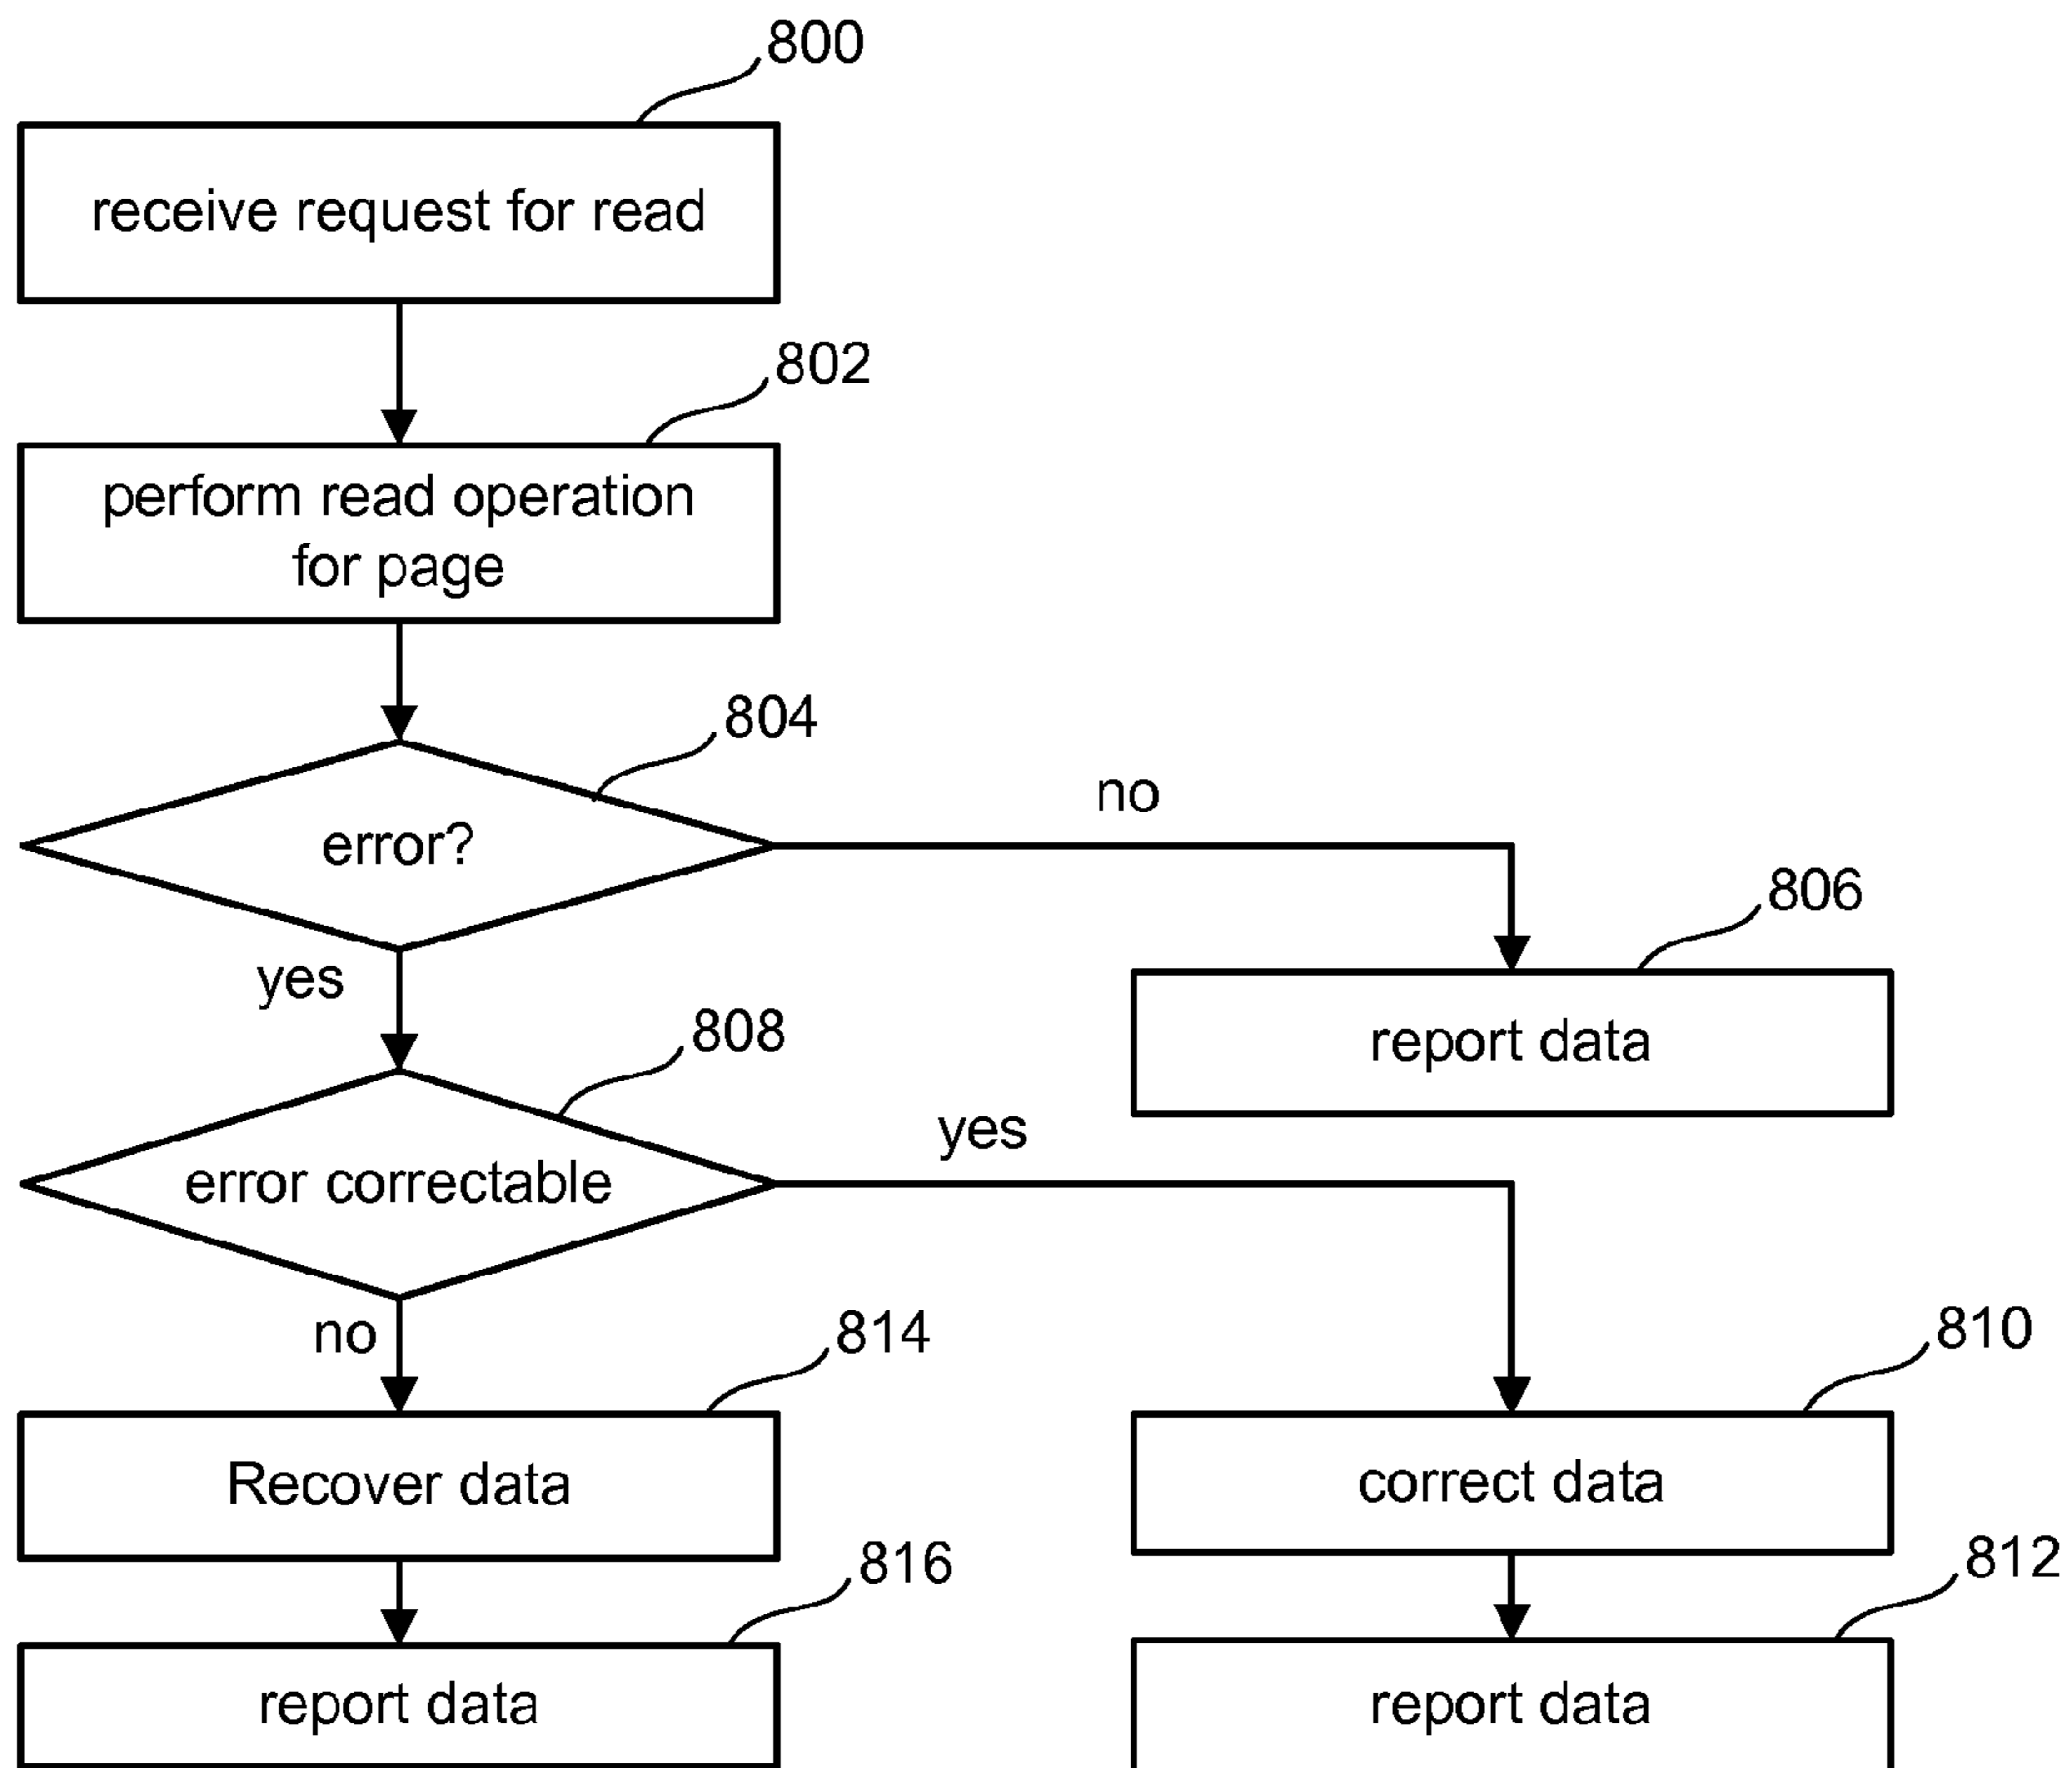 800
receive request for read
802
perform read operation
for page
804
error?
no
806
report data
yes
808
error correctable
yes
no
814
Recover data
810
correct data
816
report data
812
report data